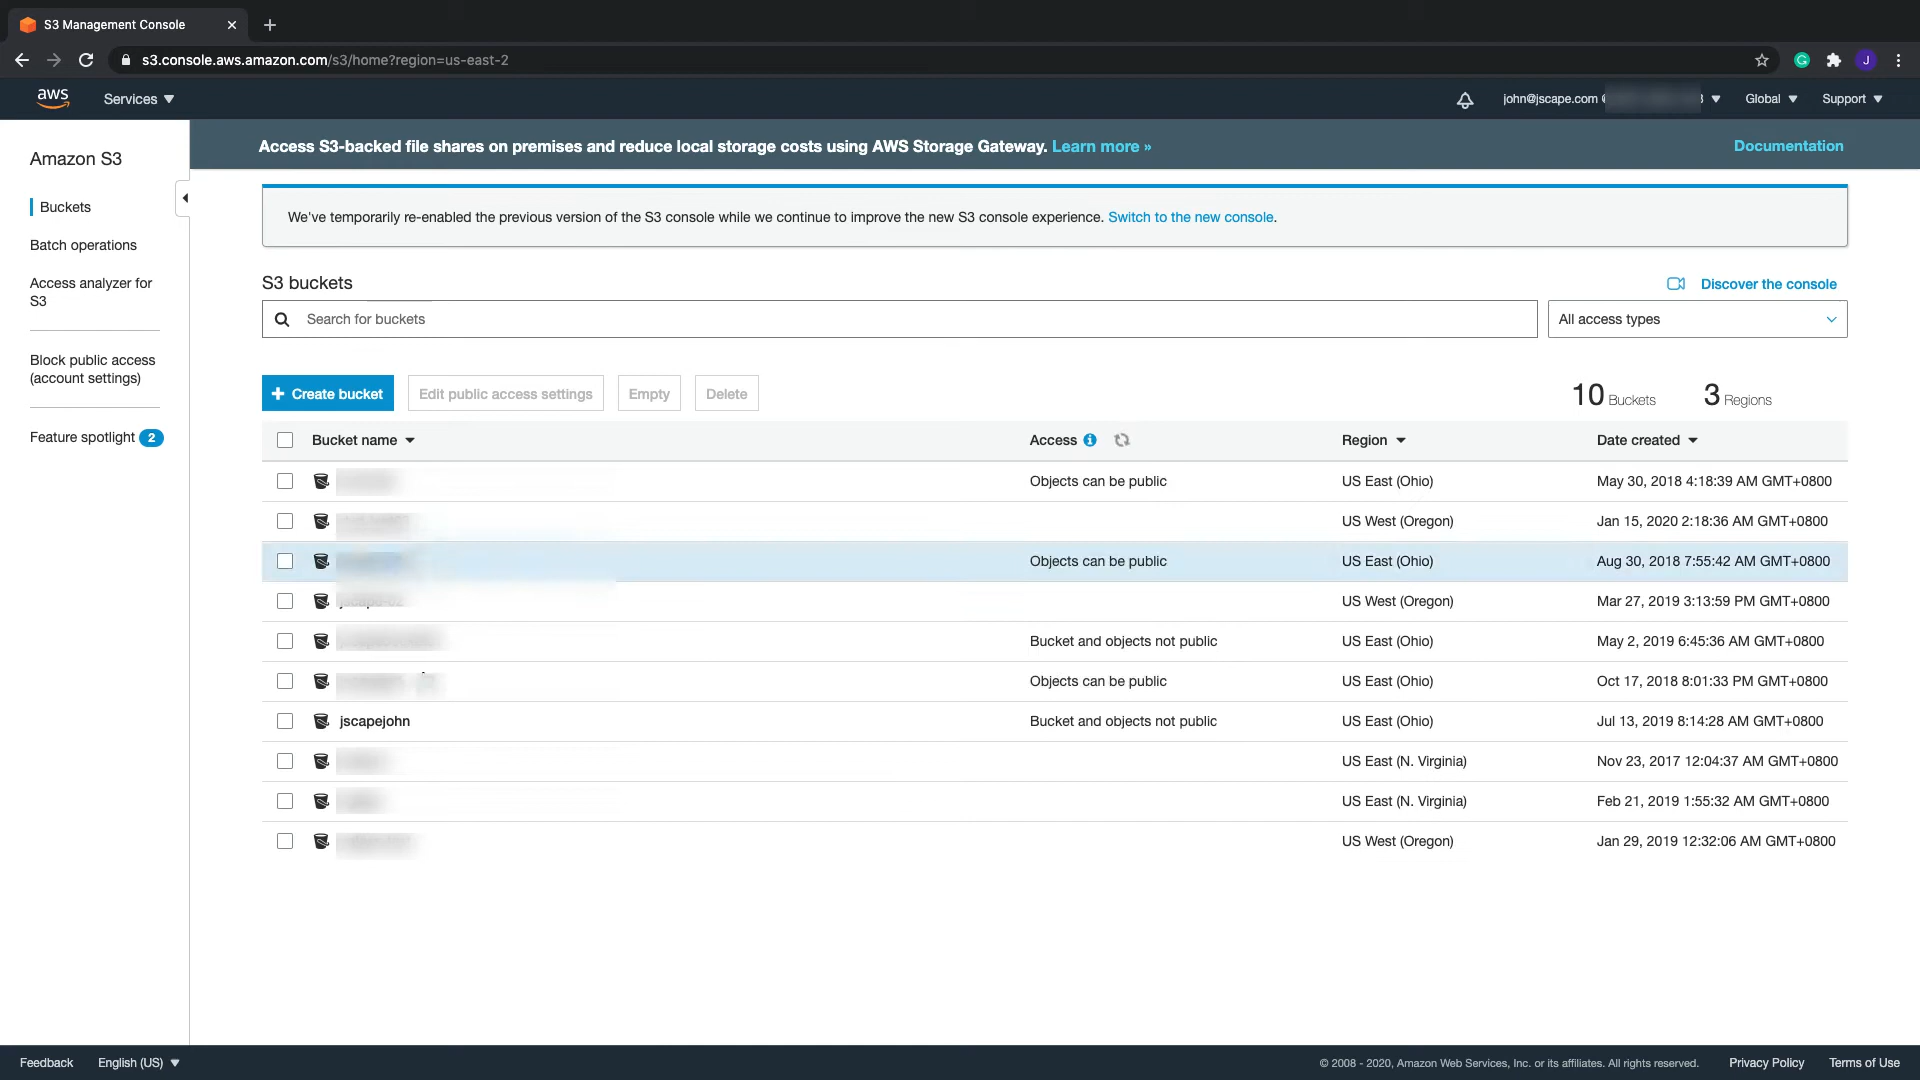 S3 Management Console
s3.console.aws.amazon.com/s3/home?region=us-east-2
J
aws
Services
john@jscape.com
Global
Support
Amazon S3
Buckets
Batch operations
Access analyzer for
S3
Block public access
(account settings)
Feature spotlight 2
Access S3-backed file shares on premises and reduce local storage costs using AWS Storage Gateway. Learn more »
Documentation
We've temporarily re-enabled the previous version of the S3 console while we continue to improve the new S3 console experience. Switch to the new console.
S3 buckets
Discover the console
Search for buckets
All access types
Create bucket
Edit public access settings
Empty
Delete
10 Buckets
3 Regions
Bucket name Access Region Date created
Objects can be public US East (Ohio) May 30, 2018 4:18:39 AM GMT+0800
US West (Oregon) Jan 15, 2020 2:18:36 AM GMT+0800
Objects can be public US East (Ohio) Aug 30, 2018 7:55:42 AM GMT+0800
US West (Oregon) Mar 27, 2019 3:13:59 PM GMT+0800
Bucket and objects not public US East (Ohio) May 2, 2019 6:45:36 AM GMT+0800
Objects can be public US East (Ohio) Oct 17, 2018 8:01:33 PM GMT+0800
jscapejohn Bucket and objects not public US East (Ohio) Jul 13, 2019 8:14:28 AM GMT+0800
US East (N. Virginia) Nov 23, 2017 12:04:37 AM GMT+0800
US East (N. Virginia) Feb 21, 2019 1:55:32 AM GMT+0800
US West (Oregon) Jan 29, 2019 12:32:06 AM GMT+0800
Feedback
English (US)
© 2008 - 2020, Amazon Web Services, Inc. or its affiliates. All rights reserved.
Privacy Policy
Terms of Use